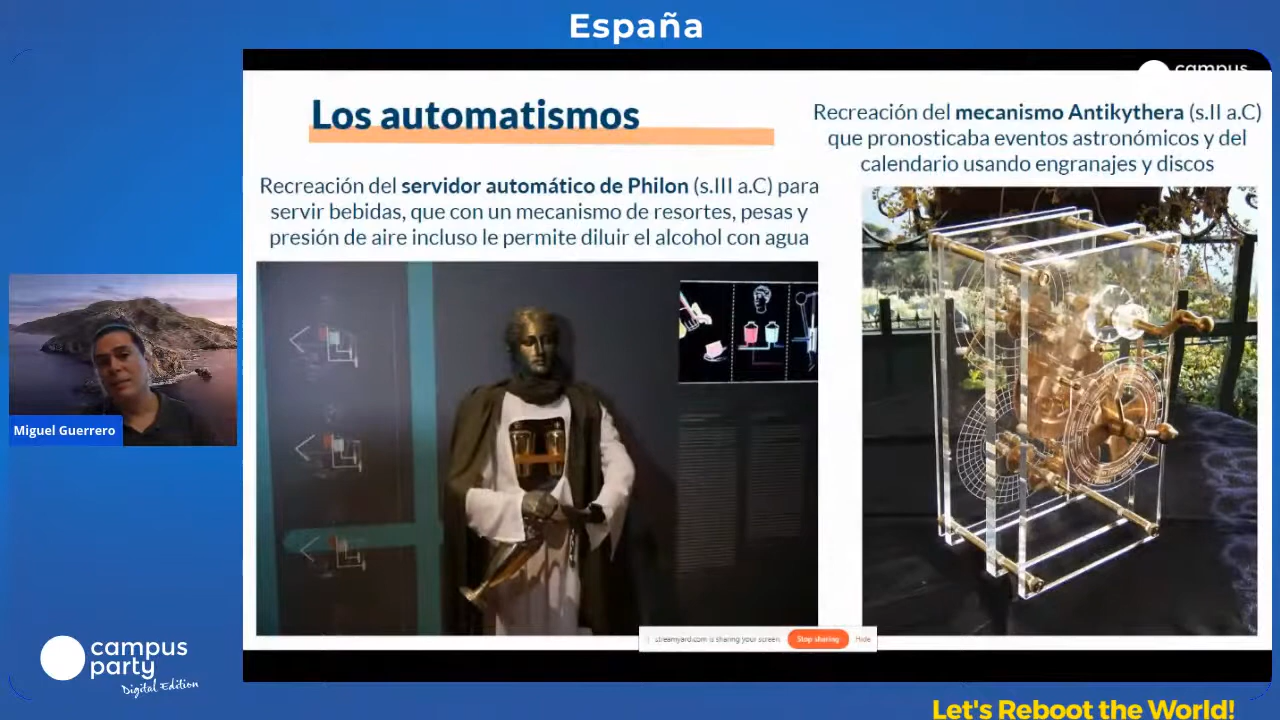 España
campus
Los automatismos
Recreación del servidor automático de Philon (s.III a.C) para
servir bebidas, que con un mecanismo de resortes, pesas y
presión de aire incluso le permite diluir el alcohol con agua
Recreación del mecanismo Antikythera (s.II a.C)
que pronosticaba eventos astronómicos y del
calendario usando engranajes y discos
Miguel Guerrero
streamyard.com is sharing your screen
Stop sharing
Hide
campus
party
Digital Edition
Let's Reboot the World!